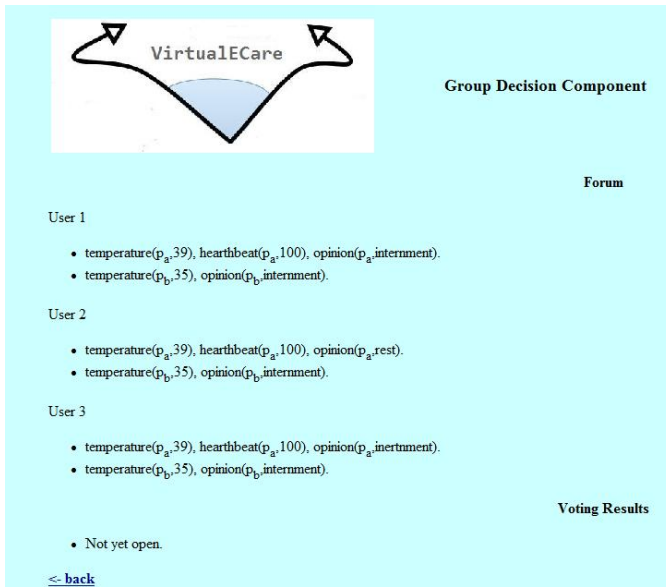 VirtualECare
Group Decision Component
Forum
User 1
• temperature(pa,39), hearthbeat(pa,100), opinion(pa,internment).
• temperature(pb,35), opinion(pb,internment).
User 2
• temperature(pa,39), hearthbeat(pa,100), opinion(pa,rest).
• temperature(pb,35), opinion(pb,internment).
User 3
• temperature(pa,39), hearthbeat(pa,100), opinion(pa,inertnment).
• temperature(pb,35), opinion(pb,internment).
Voting Results
• Not yet open.
<- back